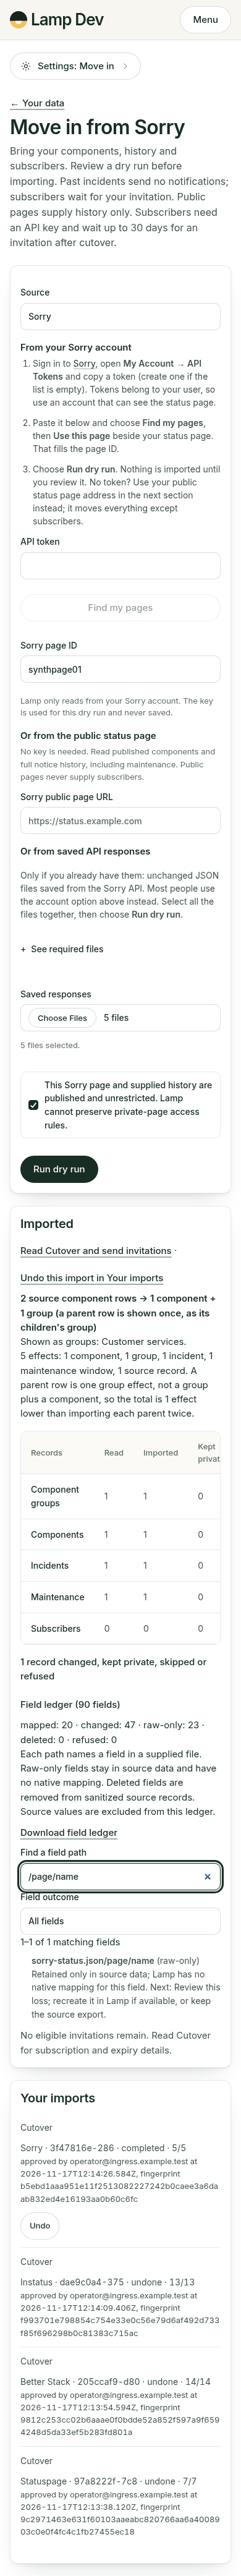 Lamp Dev
Menu
Settings: Move in
← Your data
Move in from Sorry
Bring your components, history and
subscribers. Review a dry run before
importing. Past incidents send no notifications;
subscribers wait for your invitation. Public
pages supply history only. Subscribers need
an API key and wait up to 30 days for an
invitation after cutover.
Source
Sorry
From your Sorry account
1. Sign in to Sorry, open My Account → API
Tokens and copy a token (create one if the
list is empty). Tokens belong to your user, so
use an account that can see the status page.
2. Paste it below and choose Find my pages,
then Use this page beside your status page.
That fills the page ID.
3. Choose Run dry run. Nothing is imported until
you review it. No token? Use your public
status page address in the next section
instead; it moves everything except
subscribers.
API token
Find my pages
Sorry page ID
synthpage01
Lamp only reads from your Sorry account. The key
is used for this dry run and never saved.
Or from the public status page
No key is needed. Read published components and
full notice history, including maintenance. Public
pages never supply subscribers.
Sorry public page URL
https://status.example.com
Or from saved API responses
Only if you already have them: unchanged JSON
files saved from the Sorry API. Most people use
the account option above instead. Select all the
files together, then choose Run dry run.
+ See required files
Saved responses
Choose Files 5 files
5 files selected.
This Sorry page and supplied history are
published and unrestricted. Lamp
cannot preserve private-page access
rules.
Run dry run
Imported
Read Cutover and send invitations ·
Undo this import in Your imports
2 source component rows → 1 component +
1 group (a parent row is shown once, as its
children's group)
Shown as groups: Customer services.
5 effects: 1 component, 1 group, 1 incident, 1
maintenance window, 1 source record. A
parent row is one group effect, not a group
plus a component, so the total is 1 effect
lower than importing each parent twice.
Records Read Imported Kept
privat
Component
groups 1 1 0
Components 1 1 0
Incidents 1 1 0
Maintenance 1 1 0
Subscribers 0 0 0
1 record changed, kept private, skipped or
refused
Field ledger (90 fields)
mapped: 20 · changed: 47 · raw-only: 23 ·
deleted: 0 · refused: 0
Each path names a field in a supplied file.
Raw-only fields stay in source data and have
no native mapping. Deleted fields are
removed from sanitized source records.
Source values are excluded from this ledger.
Download field ledger
Find a field path
/page/name
Field outcome
All fields
1–1 of 1 matching fields
sorry-status.json/page/name (raw-only)
Retained only in source data; Lamp has no
native mapping for this field. Next: Review this
loss; recreate it in Lamp if available, or keep
the source export.
No eligible invitations remain. Read Cutover
for subscription and expiry details.
Your imports
Cutover
Sorry · 3f47816e-286 · completed · 5/5
approved by operator@ingress.example.test at
2026-11-17T12:14:26.584Z, fingerprint
b5ebd1aaa951e11f2513082227242b0caee3a6da
ab832ed4e16193aa0b60c6fc
Undo
Cutover
Instatus · dae9c0a4-375 · undone · 13/13
approved by operator@ingress.example.test at
2026-11-17T12:14:09.406Z, fingerprint
f993701e798854c754e33e0c56e79d6af492d733
f85f696298b0c81383c715ac
Cutover
Better Stack · 205ccaf9-d80 · undone · 14/14
approved by operator@ingress.example.test at
2026-11-17T12:13:54.594Z, fingerprint
9812c253cc02b6aaae0f0bdde52a852f597a9f659
4248d5da33ef5b283fd801a
Cutover
Statuspage · 97a8222f-7c8 · undone · 7/7
approved by operator@ingress.example.test at
2026-11-17T12:13:38.120Z, fingerprint
9c2971463e631f60103aaeabc820766aa6a40089
03c0e0f4fc4c1fb27455ec18